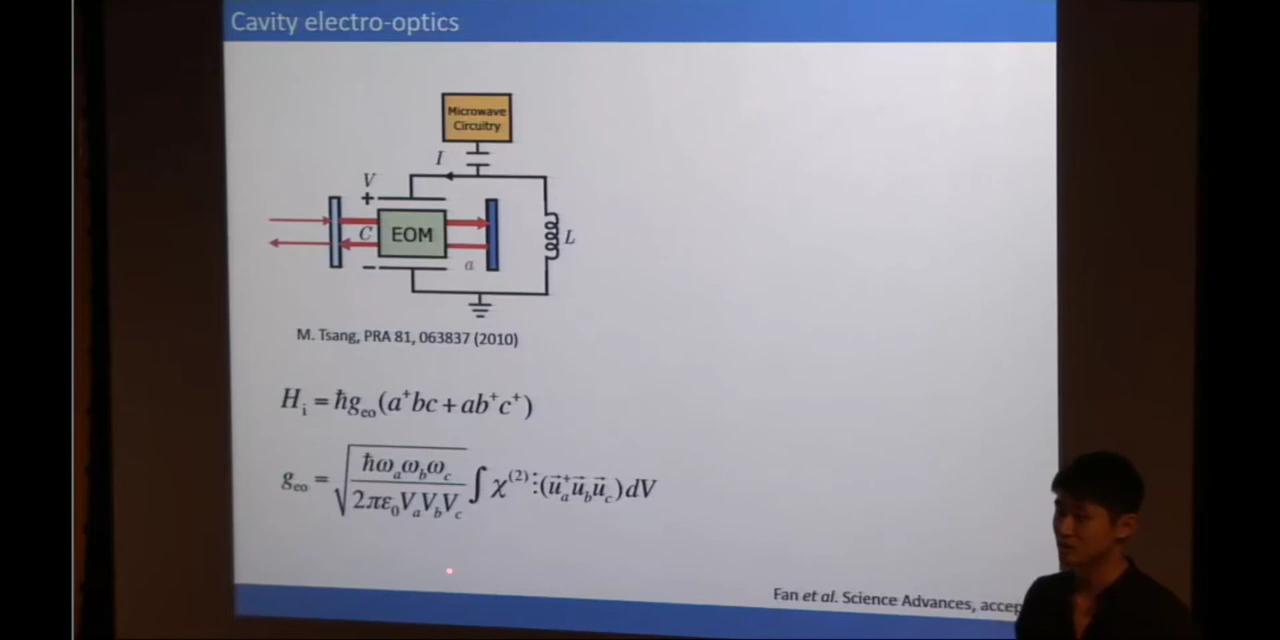 Cavity electro-optics
Microwave
Circuitry
I
V
+
C
EOM
L
−
a
M. Tsang, PRA 81, 063837 (2010)
H_i = ħg_eo(a⁺bc + ab⁺c⁺)
g_eo = √(ħω_aω_bω_c / 2πε₀V_aV_bV_c) ∫ χ⁽²⁾⋮(u⃗_a⁺u⃗_bu⃗_c)dV
Fan et al. Science Advances, accep